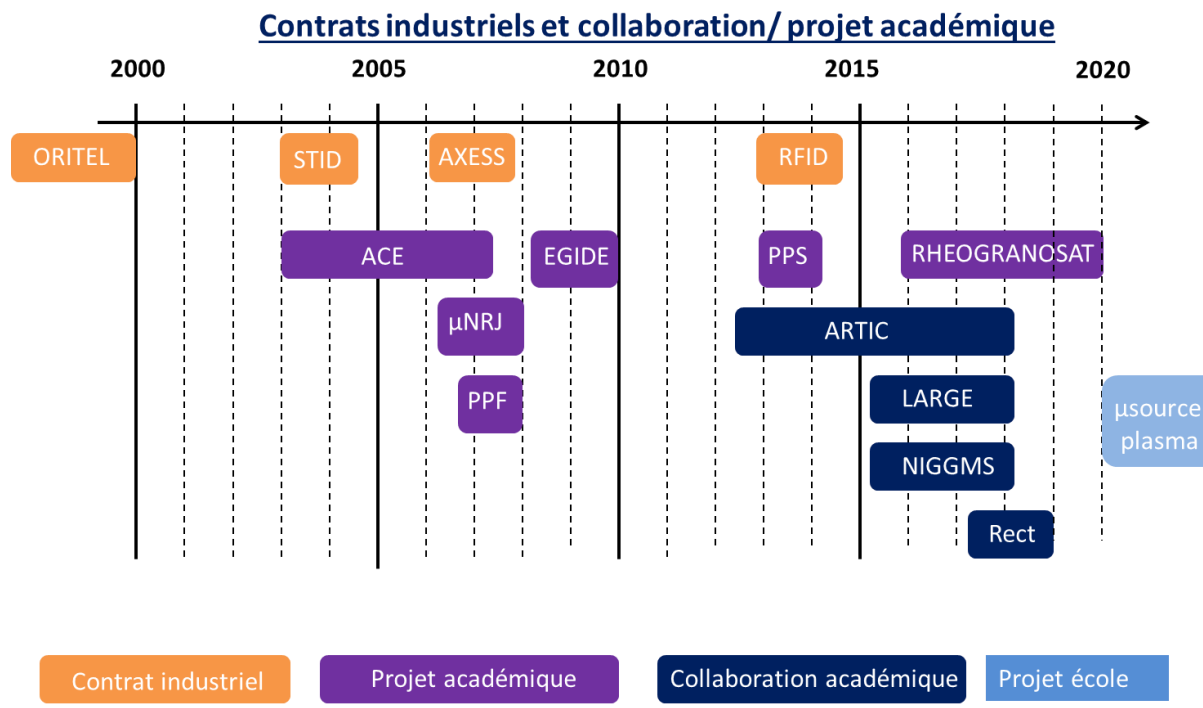 Contrats industriels et collaboration/ projet académique
2000 2005 2010 2015 2020
ORITEL STID AXESS RFID
ACE EGIDE PPS RHEOGRANOSAT
µNRJ ARTIC
PPF LARGE
µsource
plasma
NIGGMS
Rect
Contrat industriel Projet académique Collaboration académique Projet école